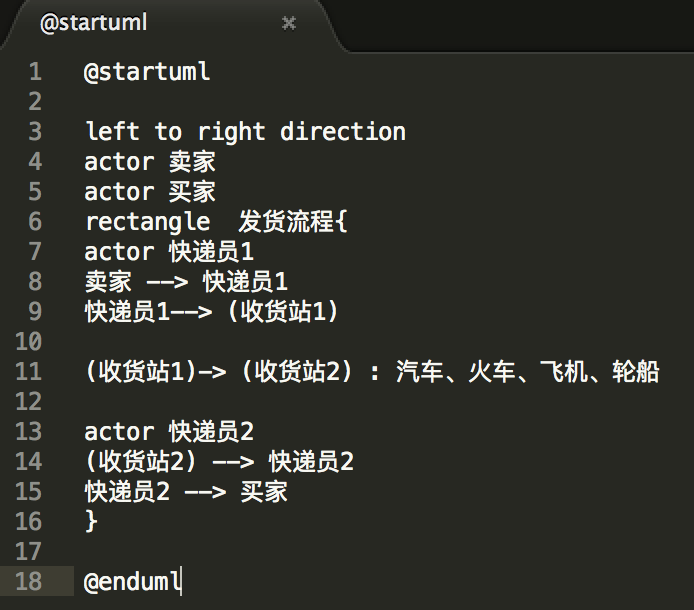 @startuml
1 @startuml
2
3 left to right direction
4 actor 卖家
5 actor 买家
6 rectangle  发货流程{
7 actor 快递员1
8 卖家 --> 快递员1
9 快递员1--> (收货站1)
10
11 (收货站1)-> (收货站2) : 汽车、火车、飞机、轮船
12
13 actor 快递员2
14 (收货站2) --> 快递员2
15 快递员2 --> 买家
16 }
17
18 @enduml